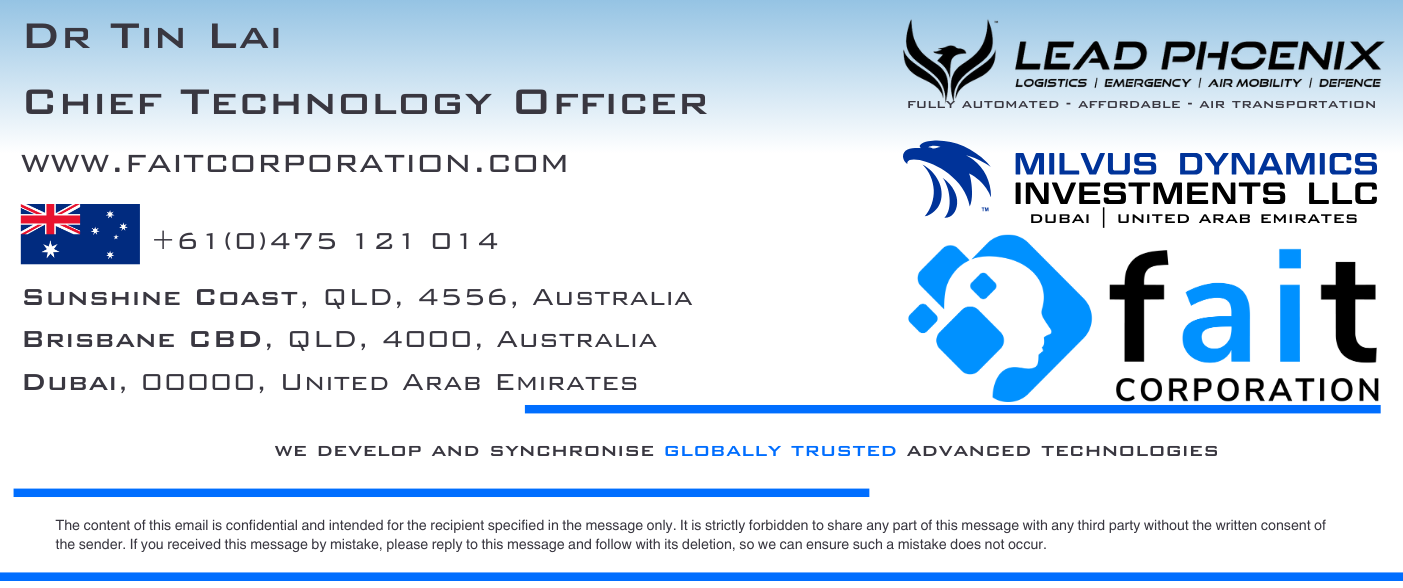 Dr Tin Lai
Chief Technology Officer
www.faitcorporation.com
+61(0)475 121 014
Sunshine Coast, QLD, 4556, Australia
Brisbane CBD, QLD, 4000, Australia
Dubai, 00000, United Arab Emirates
™
LEAD PHOENIX
LOGISTICS | EMERGENCY | AIR MOBILITY | DEFENCE
FULLY AUTOMATED - AFFORDABLE - AIR TRANSPORTATION
MILVUS DYNAMICS
INVESTMENTS LLC
™
DUBAI | UNITED ARAB EMIRATES
fait
CORPORATION
WE DEVELOP AND SYNCHRONISE GLOBALLY TRUSTED ADVANCED TECHNOLOGIES
The content of this email is confidential and intended for the recipient specified in the message only. It is strictly forbidden to share any part of this message with any third party without the written consent of
the sender. If you received this message by mistake, please reply to this message and follow with its deletion, so we can ensure such a mistake does not occur.